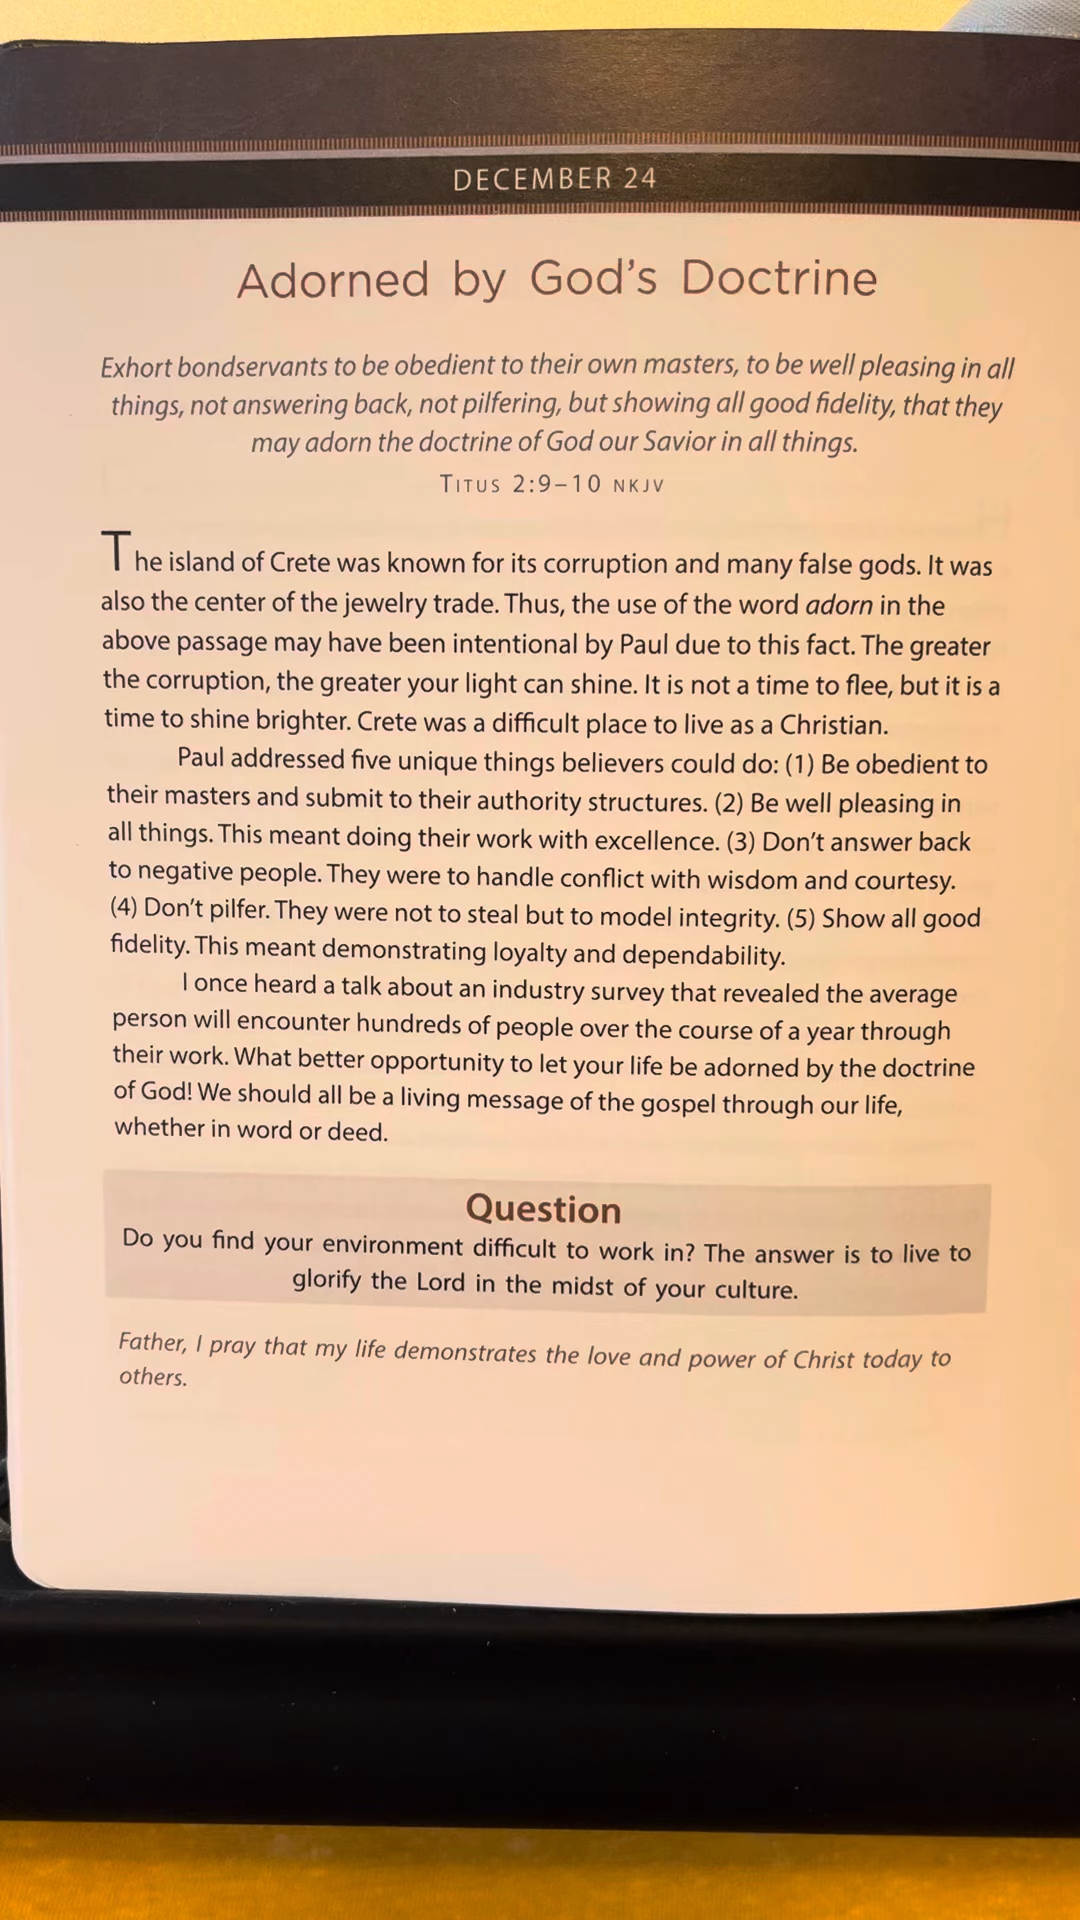 DECEMBER 24
Adorned by God's Doctrine
Exhort bondservants to be obedient to their own masters, to be well pleasing in all
things, not answering back, not pilfering, but showing all good fidelity, that they
may adorn the doctrine of God our Savior in all things.
TITUS 2:9–10 NKJV
The island of Crete was known for its corruption and many false gods. It was
also the center of the jewelry trade. Thus, the use of the word adorn in the
above passage may have been intentional by Paul due to this fact. The greater
the corruption, the greater your light can shine. It is not a time to flee, but it is a
time to shine brighter. Crete was a difficult place to live as a Christian.
Paul addressed five unique things believers could do: (1) Be obedient to
their masters and submit to their authority structures. (2) Be well pleasing in
all things. This meant doing their work with excellence. (3) Don't answer back
to negative people. They were to handle conflict with wisdom and courtesy.
(4) Don't pilfer. They were not to steal but to model integrity. (5) Show all good
fidelity. This meant demonstrating loyalty and dependability.
I once heard a talk about an industry survey that revealed the average
person will encounter hundreds of people over the course of a year through
their work. What better opportunity to let your life be adorned by the doctrine
of God! We should all be a living message of the gospel through our life,
whether in word or deed.
Question
Do you find your environment difficult to work in? The answer is to live to
glorify the Lord in the midst of your culture.
Father, I pray that my life demonstrates the love and power of Christ today to
others.